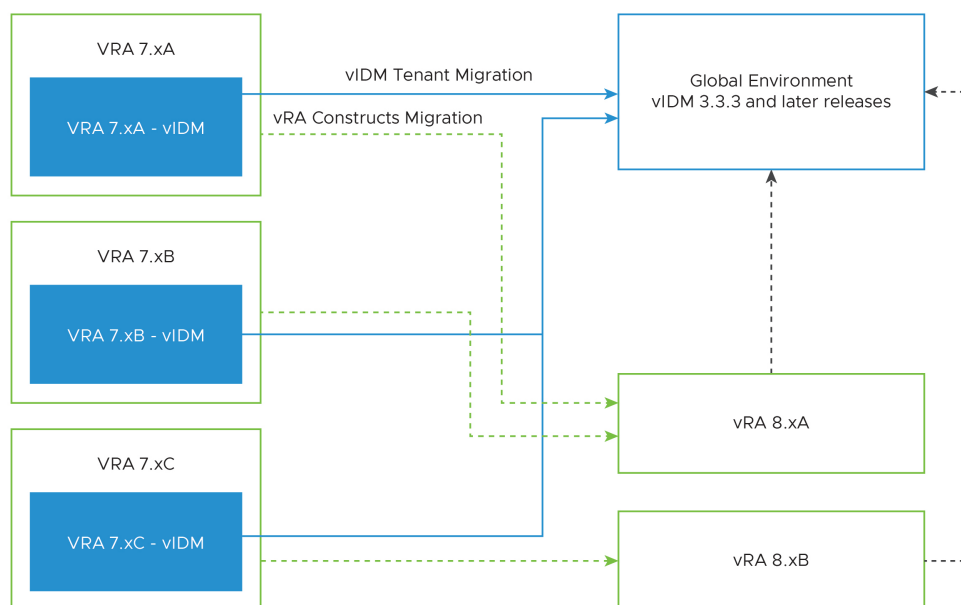 VRA 7.xA
VRA 7.xA - vIDM
vIDM Tenant Migration
vRA Constructs Migration
Global Environment
vIDM 3.3.3 and later releases
VRA 7.xB
VRA 7.xB - vIDM
vRA 8.xA
VRA 7.xC
VRA 7.xC - vIDM
vRA 8.xB